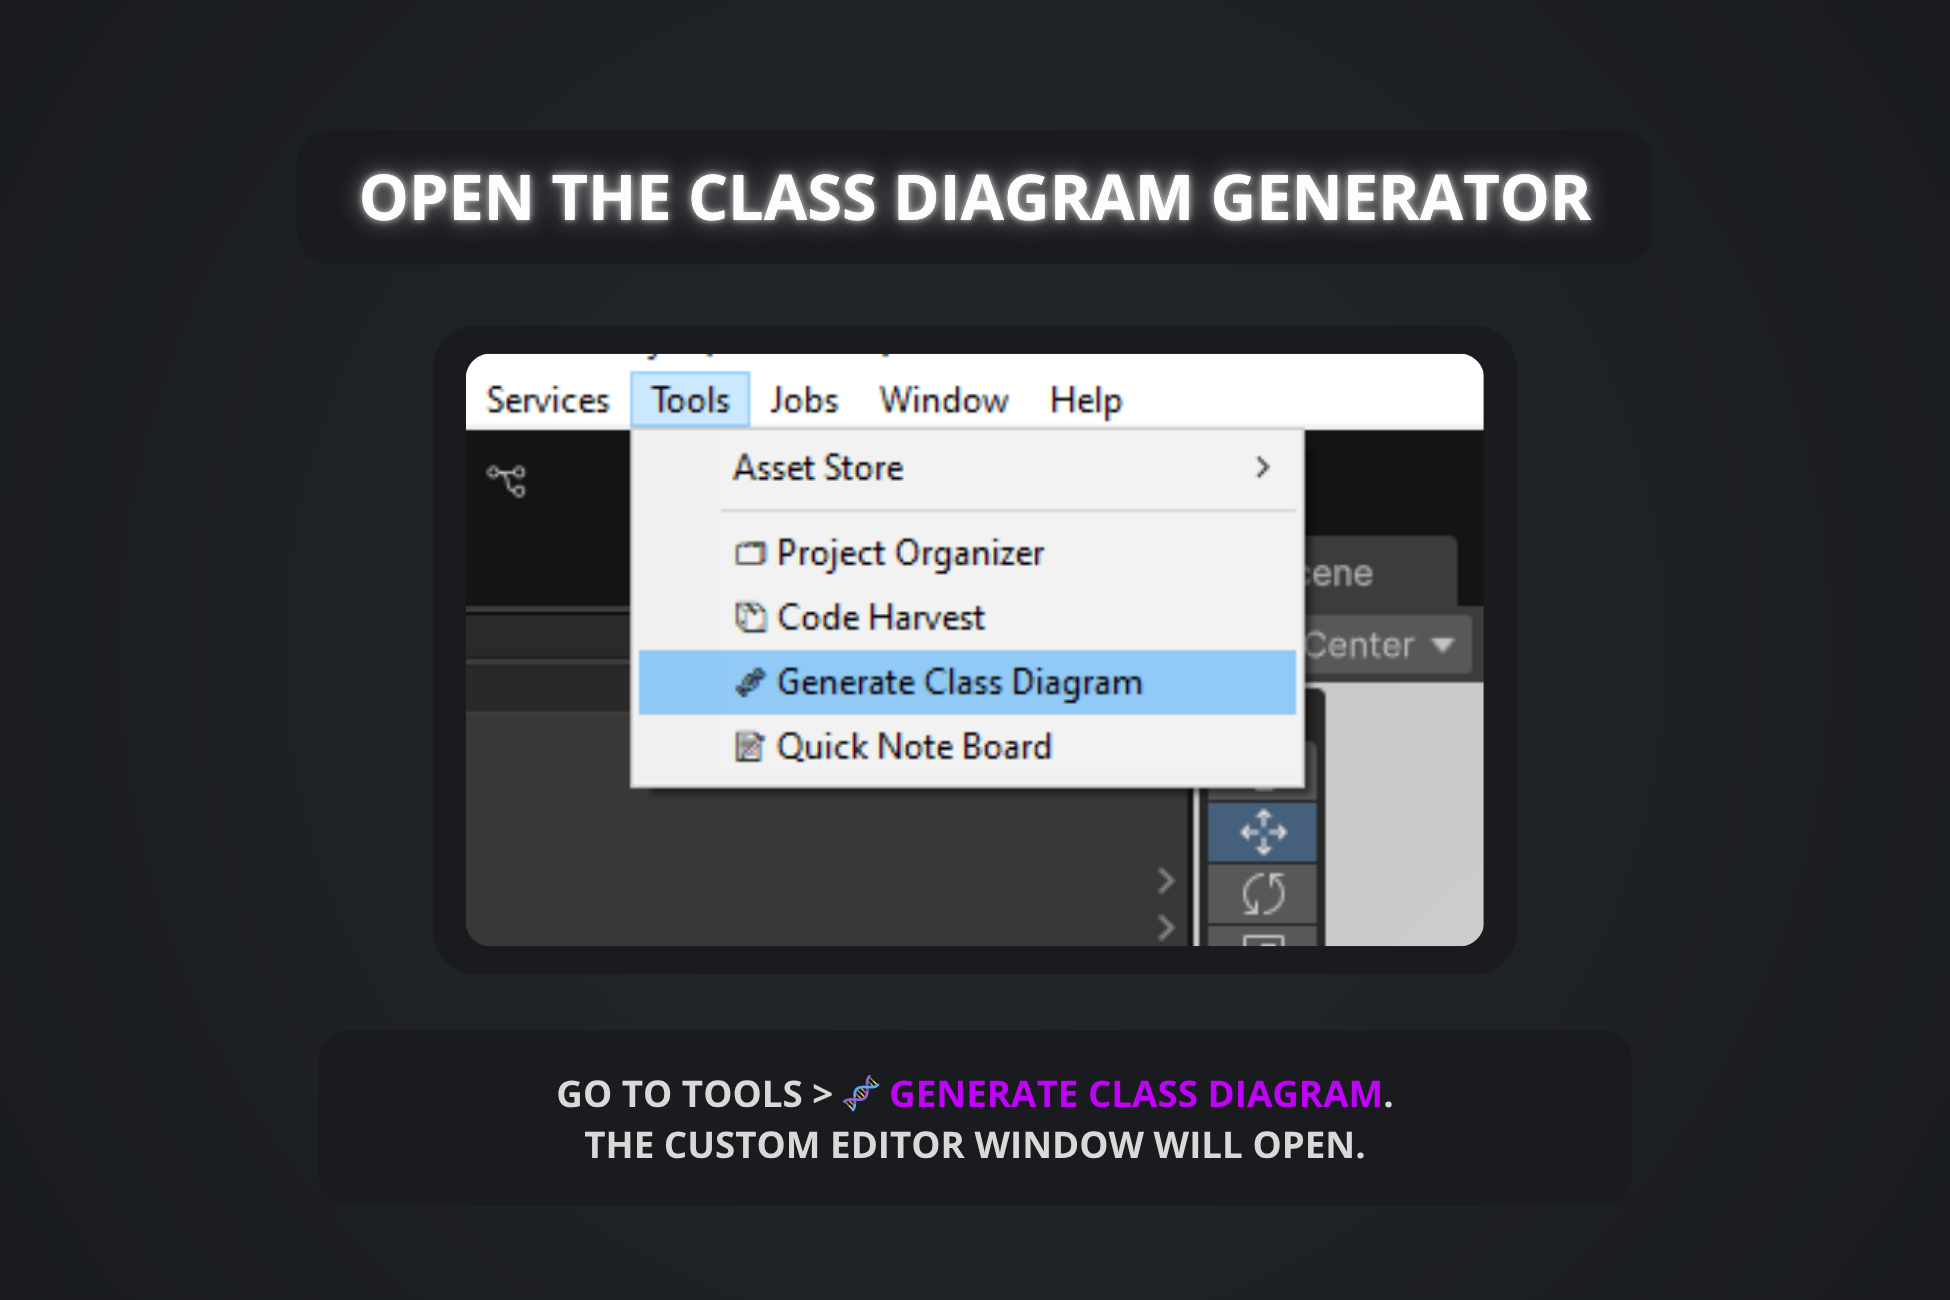 OPEN THE CLASS DIAGRAM GENERATOR
Services Tools Jobs Window Help
Asset Store
Project Organizer
cene
Code Harvest
Center
Generate Class Diagram
Quick Note Board
GO TO TOOLS > 🧬 GENERATE CLASS DIAGRAM.
THE CUSTOM EDITOR WINDOW WILL OPEN.